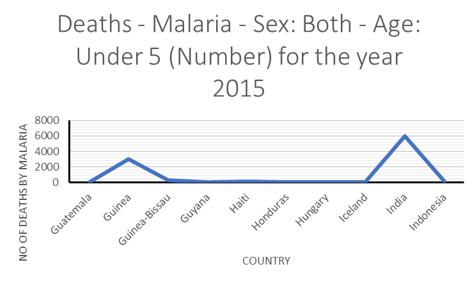 Deaths - Malaria - Sex: Both - Age:
Under 5 (Number) for the year
2015
NO OF DEATHS BY MALARIA
8000
6000
4000
2000
0
Guatemala
Guinea
Guinea-Bissau
Guyana
Haiti
Honduras
Hungary
Iceland
India
Indonesia
COUNTRY